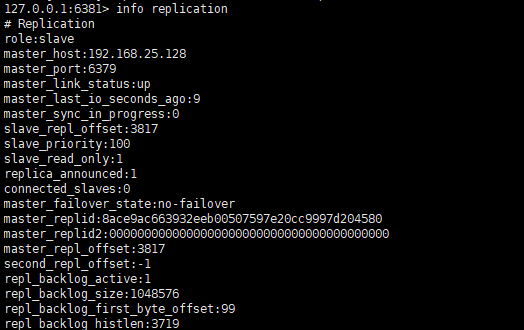 127.0.0.1:6381> info replication
# Replication
role:slave
master_host:192.168.25.128
master_port:6379
master_link_status:up
master_last_io_seconds_ago:9
master_sync_in_progress:0
slave_repl_offset:3817
slave_priority:100
slave_read_only:1
replica_announced:1
connected_slaves:0
master_failover_state:no-failover
master_replid:8ace9ac663932eeb00507597e20cc9997d204580
master_replid2:0000000000000000000000000000000000000000
master_repl_offset:3817
second_repl_offset:-1
repl_backlog_active:1
repl_backlog_size:1048576
repl_backlog_first_byte_offset:99
repl_backlog_histlen:3719